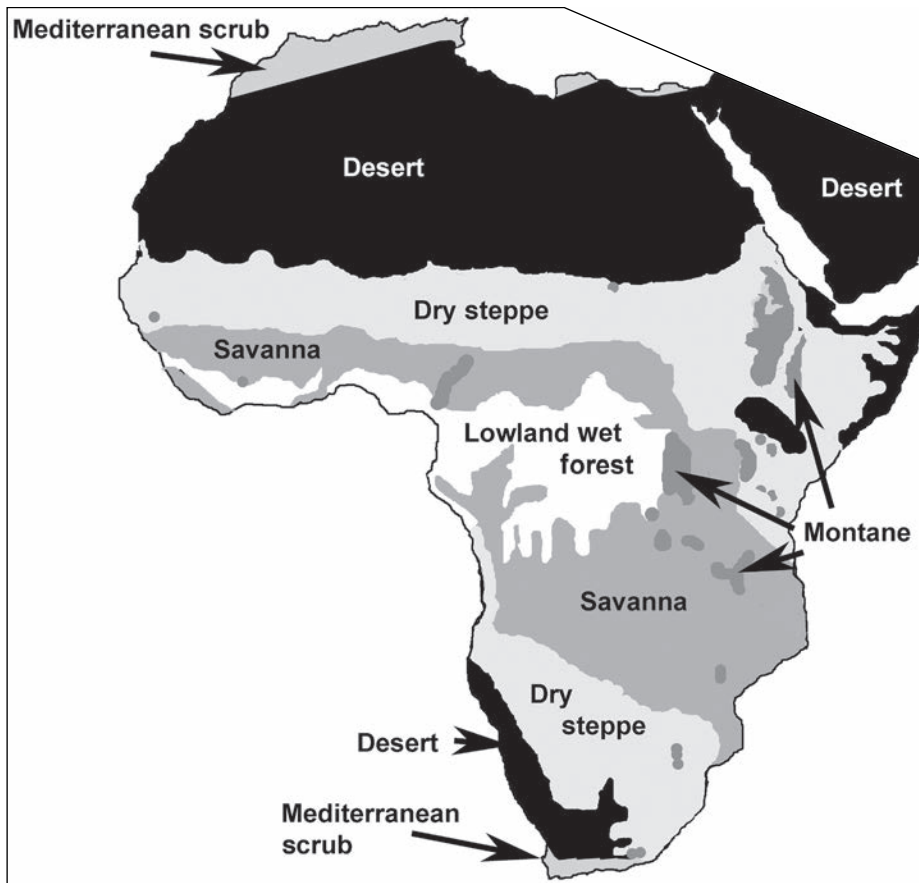 Mediterranean scrub
Desert
Desert
Dry steppe
Savanna
Lowland wet
forest
Montane
Savanna
Dry
steppe
Desert
Mediterranean
scrub